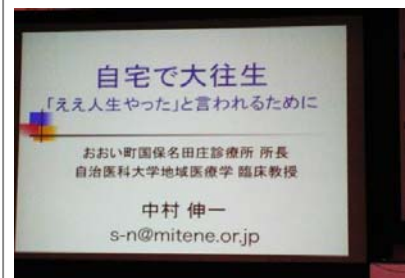 自宅で大往生
「ええ人生やった」と言われるために
おおい町国保名田庄診療所 所長
自治医科大学地域医療学 臨床教授
中村 伸一
s-n@mitene.or.jp